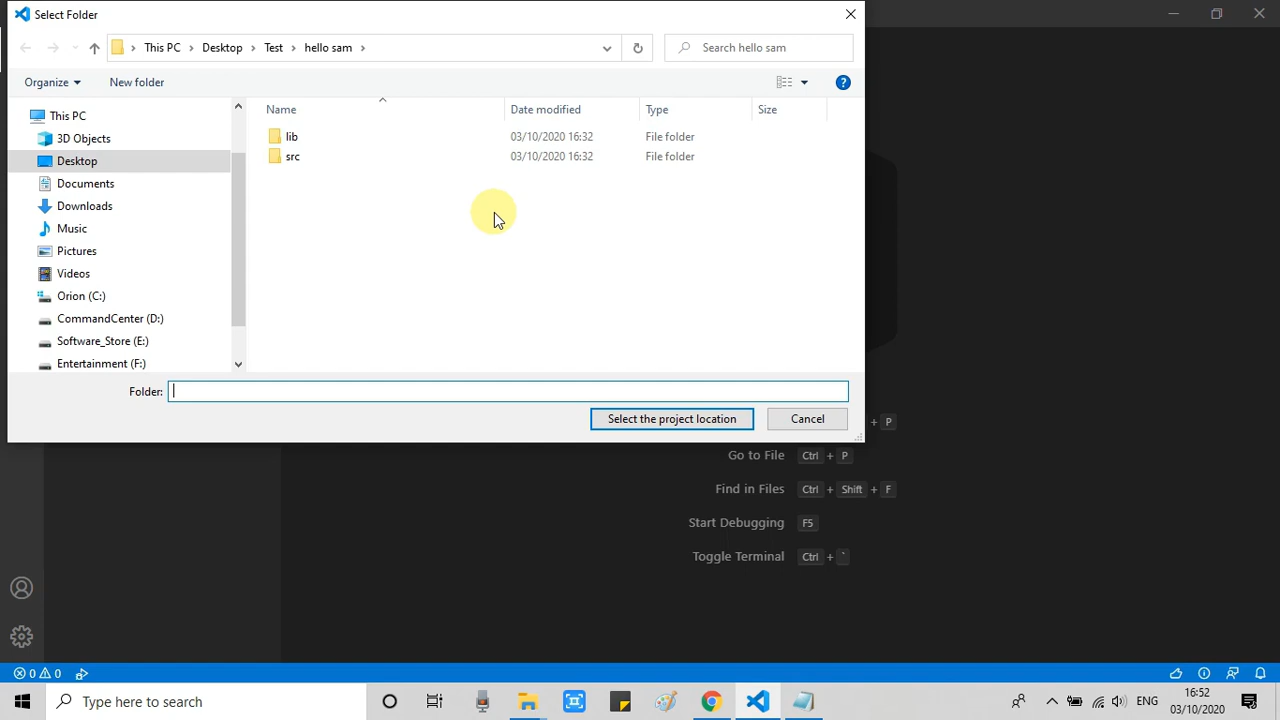 Select Folder
This PC > Desktop > Test > hello sam >
Search hello sam
Organize
New folder
Name
Date modified
Type
Size
This PC
3D Objects
Desktop
Documents
Downloads
Music
Pictures
Videos
Orion (C:)
CommandCenter (D:)
Software_Store (E:)
Entertainment (F:)
lib 03/10/2020 16:32 File folder
src 03/10/2020 16:32 File folder
Folder:
Select the project location
Cancel
+ P
Go to File Ctrl + P
Find in Files Ctrl + Shift + F
Start Debugging F5
Toggle Terminal Ctrl + `
0 0
Type here to search
ENG
16:52
03/10/2020